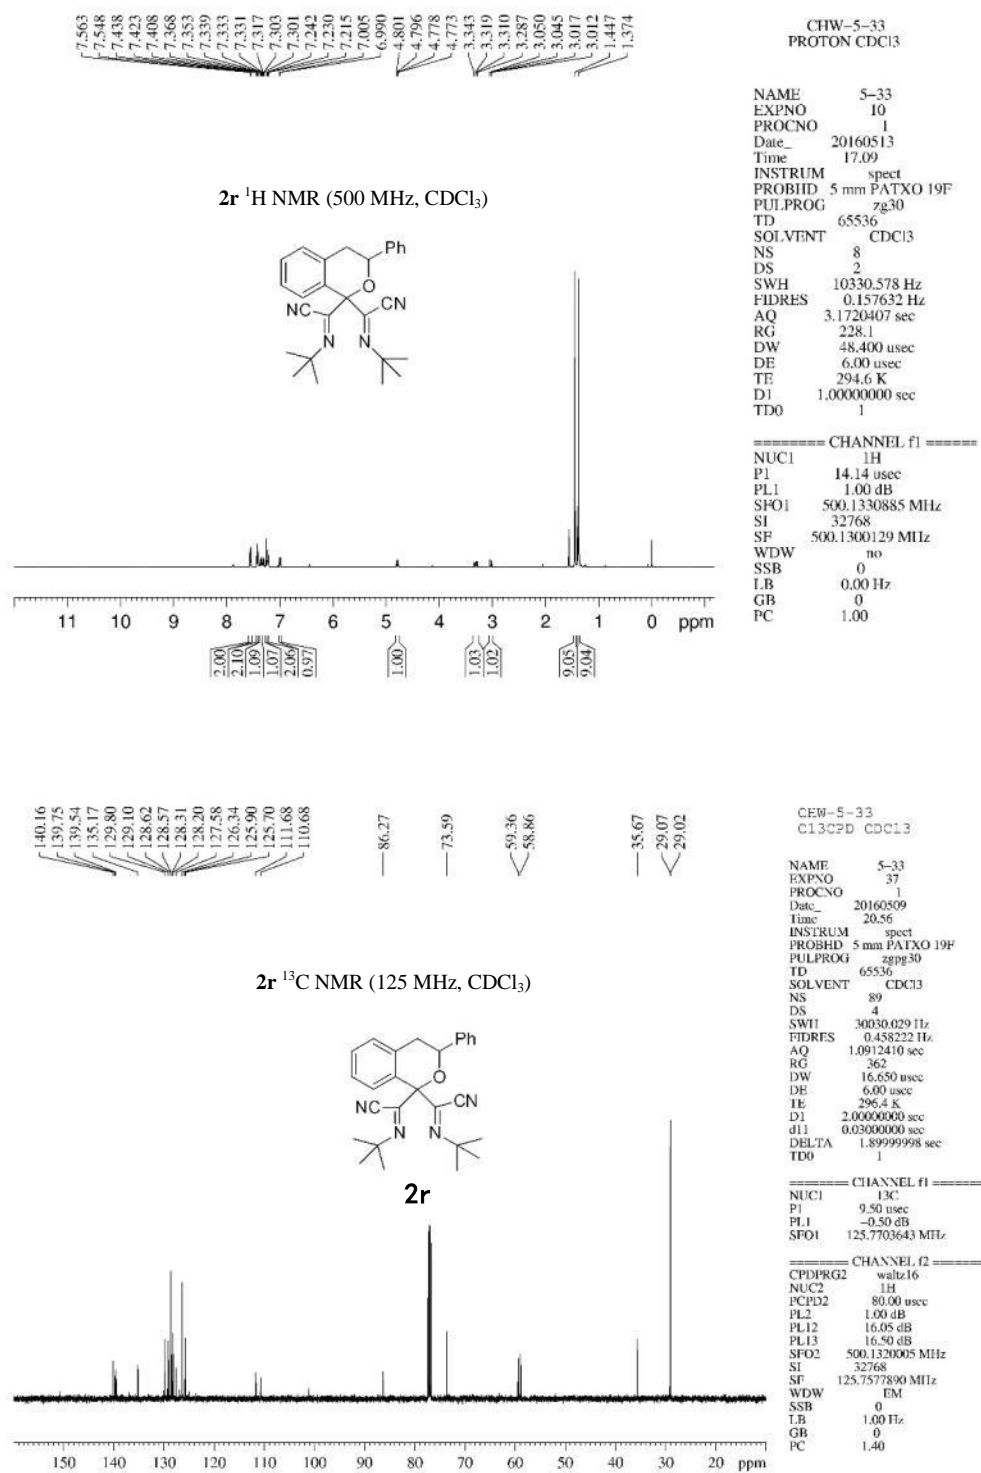 7.563
7.548
7.438
7.423
7.408
7.368
7.353
7.339
7.333
7.331
7.317
7.303
7.301
7.242
7.230
7.215
7.005
6.990
4.801
4.796
4.778
4.773
3.343
3.319
3.310
3.287
3.050
3.045
3.017
3.012
1.447
1.374
CHW-5-33
PROTON CDCl3
NAME 5-33
EXPNO 10
PROCNO 1
Date_ 20160513
Time 17.09
INSTRUM spect
PROBHD 5 mm PATXO 19F
PULPROG zg30
TD 65536
SOLVENT CDCl3
NS 8
DS 2
SWH 10330.578 Hz
FIDRES 0.157632 Hz
AQ 3.1720407 sec
RG 228.1
DW 48.400 usec
DE 6.00 usec
TE 294.6 K
D1 1.00000000 sec
TD0 1
======== CHANNEL f1 ======
NUC1 1H
P1 14.14 usec
PL1 1.00 dB
SFO1 500.1330885 MHz
SI 32768
SF 500.1300129 MHz
WDW no
SSB 0
LB 0.00 Hz
GB 0
PC 1.00
2r ¹H NMR (500 MHz, CDCl₃)
Ph
O
NC
CN
N
N
11 10 9 8 7 6 5 4 3 2 1 0 ppm
2.00
2.10
1.09
1.07
2.06
0.97
1.00
1.03
1.02
9.05
9.04
140.16
139.75
139.54
135.17
129.80
129.10
128.62
128.57
128.31
128.20
127.58
126.34
125.90
125.70
111.68
110.68
86.27
73.59
59.36
58.86
35.67
29.07
29.02
CHW-5-33
C13CPD CDCl3
NAME 5-33
EXPNO 37
PROCNO 1
Date_ 20160509
Time 20.56
INSTRUM spect
PROBHD 5 mm PATXO 19F
PULPROG zgpg30
TD 65536
SOLVENT CDCl3
NS 89
DS 4
SWH 30030.029 Hz
FIDRES 0.458222 Hz
AQ 1.0912410 sec
RG 362
DW 16.650 usec
DE 6.00 usec
TE 296.4 K
D1 2.00000000 sec
d11 0.03000000 sec
DELTA 1.89999998 sec
TD0 1
======== CHANNEL f1 ========
NUC1 13C
P1 9.50 usec
PL1 -0.50 dB
SFO1 125.7703643 MHz
======== CHANNEL f2 ========
CPDPRG2 waltz16
NUC2 1H
PCPD2 80.00 usec
PL2 1.00 dB
PL12 16.05 dB
PL13 16.50 dB
SFO2 500.1320005 MHz
SI 32768
SF 125.7577890 MHz
WDW EM
SSB 0
LB 1.00 Hz
GB 0
PC 1.40
2r ¹³C NMR (125 MHz, CDCl₃)
Ph
O
NC
CN
N
N
2r
150 140 130 120 110 100 90 80 70 60 50 40 30 20 ppm